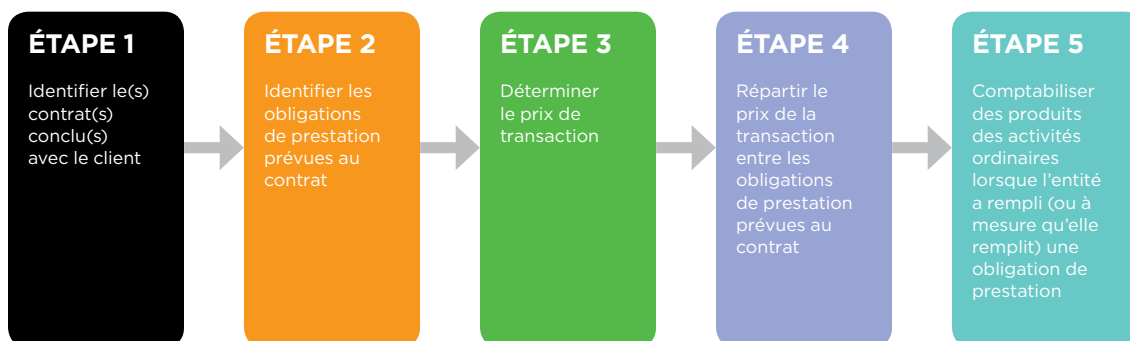 ÉTAPE 1
Identifier le(s)
contrat(s)
conclu(s)
avec le client
ÉTAPE 2
Identifier les
obligations
de prestation
prévues au
contrat
ÉTAPE 3
Déterminer
le prix de
transaction
ÉTAPE 4
Répartir le
prix de la
transaction
entre les
obligations
de prestation
prévues au
contrat
ÉTAPE 5
Comptabiliser
des produits
des activités
ordinaires
lorsque l’entité
a rempli (ou à
mesure qu’elle
remplit) une
obligation de
prestation